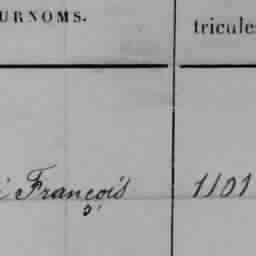 URNOMS. tricules
i François 1101